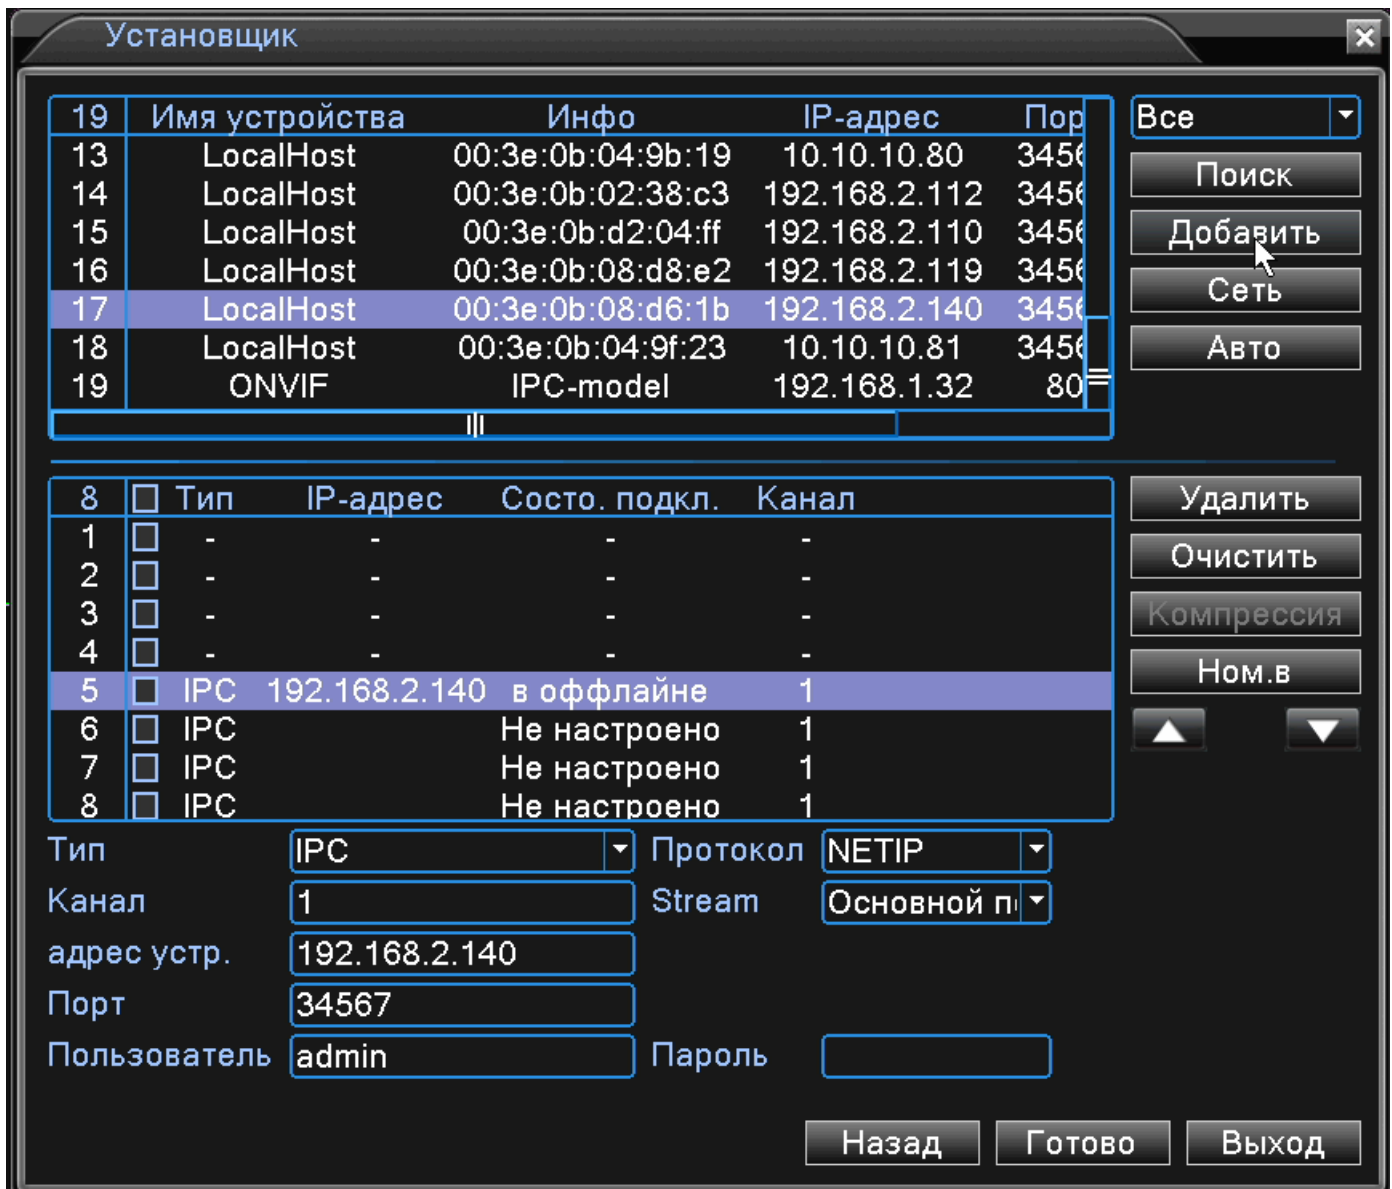 Установщик
19 Имя устройства Инфо IP-адрес Пор Все
13 LocalHost 00:3e:0b:04:9b:19 10.10.10.80 3456
Поиск
14 LocalHost 00:3e:0b:02:38:c3 192.168.2.112 3456
15 LocalHost 00:3e:0b:d2:04:ff 192.168.2.110 3456 Добавить
16 LocalHost 00:3e:0b:08:d8:e2 192.168.2.119 3456
Сеть
17 LocalHost 00:3e:0b:08:d6:1b 192.168.2.140 3456
18 LocalHost 00:3e:0b:04:9f:23 10.10.10.81 3456 Авто
19 ONVIF IPC-model 192.168.1.32 80
8 Тип IP-адрес Состо. подкл. Канал Удалить
1 - - - -
Очистить
2 - - - -
3 - - - - Компрессия
4 - - - -
Ном.в
5 IPC 192.168.2.140 в оффлайне 1
6 IPC Не настроено 1
7 IPC Не настроено 1
8 IPC Не настроено 1
Тип IPC Протокол NETIP
Канал 1 Stream Основной п
адрес устр. 192.168.2.140
Порт 34567
Пользователь admin Пароль
Назад Готово Выход